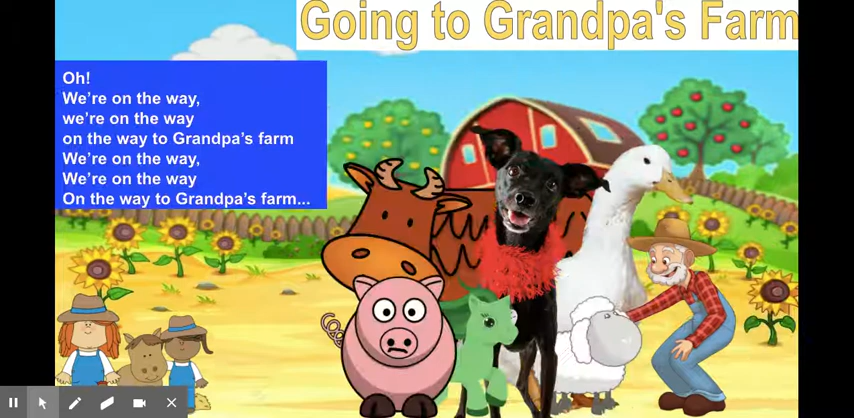 Going to Grandpa's Farm
Oh!
We're on the way,
we're on the way
on the way to Grandpa's farm
We're on the way,
We're on the way
On the way to Grandpa's farm...